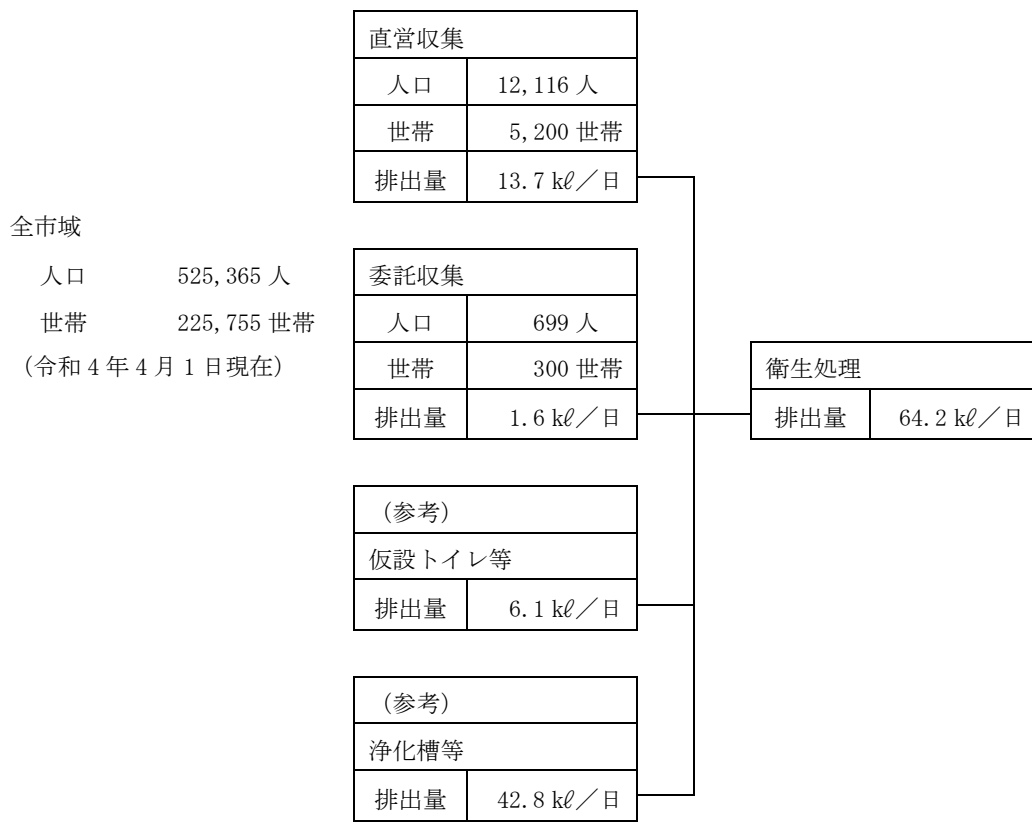 直営収集
人口 12,116 人
世帯 5,200 世帯
排出量 13.7 kℓ／日
全市域
人口 525,365 人
世帯 225,755 世帯
（令和４年４月１日現在）
委託収集
人口 699 人
世帯 300 世帯
排出量 1.6 kℓ／日
衛生処理
排出量 64.2 kℓ／日
（参考）
仮設トイレ等
排出量 6.1 kℓ／日
（参考）
浄化槽等
排出量 42.8 kℓ／日